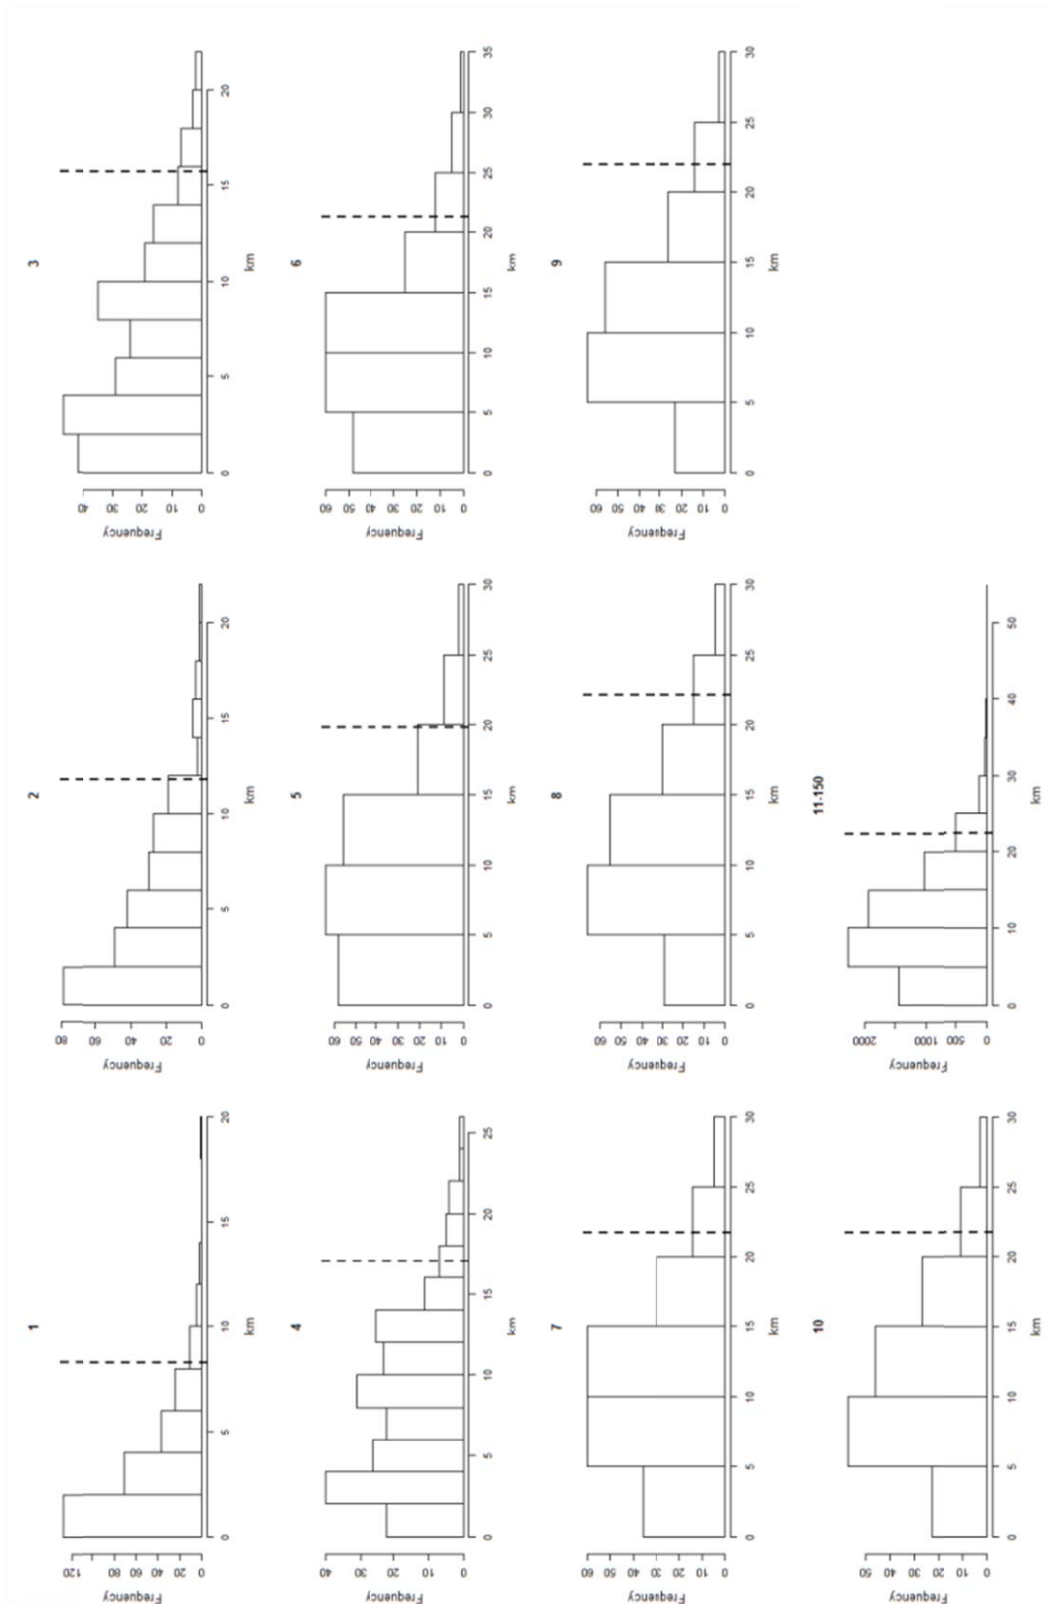 1
Frequency
0 20 40 60 80 120
0 5 10 15 20
km
2
Frequency
0 20 40 60 80
0 5 10 15 20
km
3
Frequency
0 10 20 30 40
0 5 10 15 20
km
4
Frequency
0 10 20 30 40
0 5 10 15 20 25
km
5
Frequency
0 10 20 30 40 50 60
0 5 10 15 20 25 30
km
6
Frequency
0 10 20 30 40 50 60
0 5 10 15 20 25 30 35
km
7
Frequency
0 10 20 30 40 50 60
0 5 10 15 20 25 30
km
8
Frequency
0 10 20 30 40 50 60
0 5 10 15 20 25 30
km
9
Frequency
0 10 20 30 40 50 60
0 5 10 15 20 25 30
km
10
Frequency
0 10 20 30 40 50
0 5 10 15 20 25 30
km
11-150
Frequency
0 500 1000 2000
0 10 20 30 40 50
km